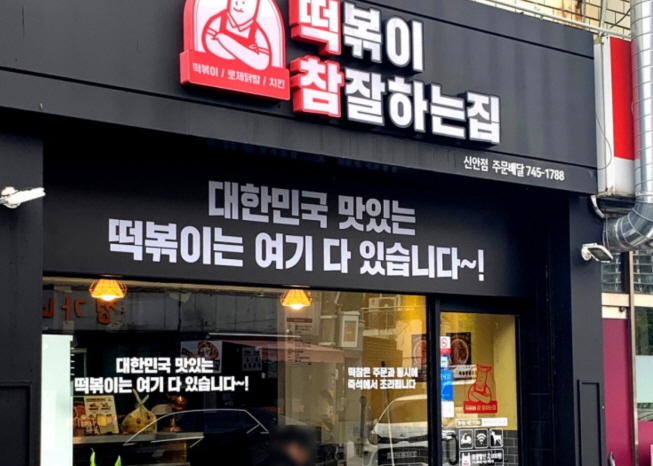 떡볶이
참잘하는집
떡볶이 / 로제닭발 / 치킨
신안점 주문배달 745-1788
대한민국 맛있는
떡볶이는 여기 다 있습니다~!
대한민국 맛있는
떡볶이는 여기 다 있습니다~!
떡참은 주문과 동시에
즉석에서 조리됩니다